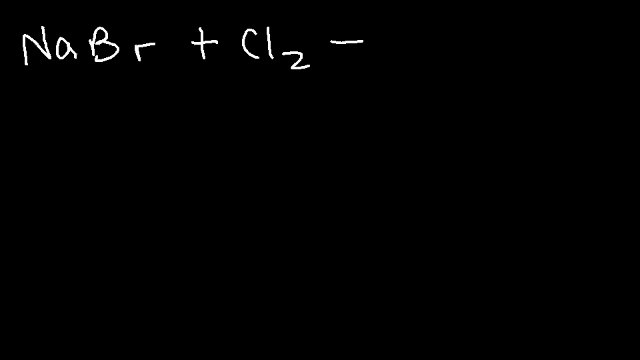 NaBr + Cl₂ —